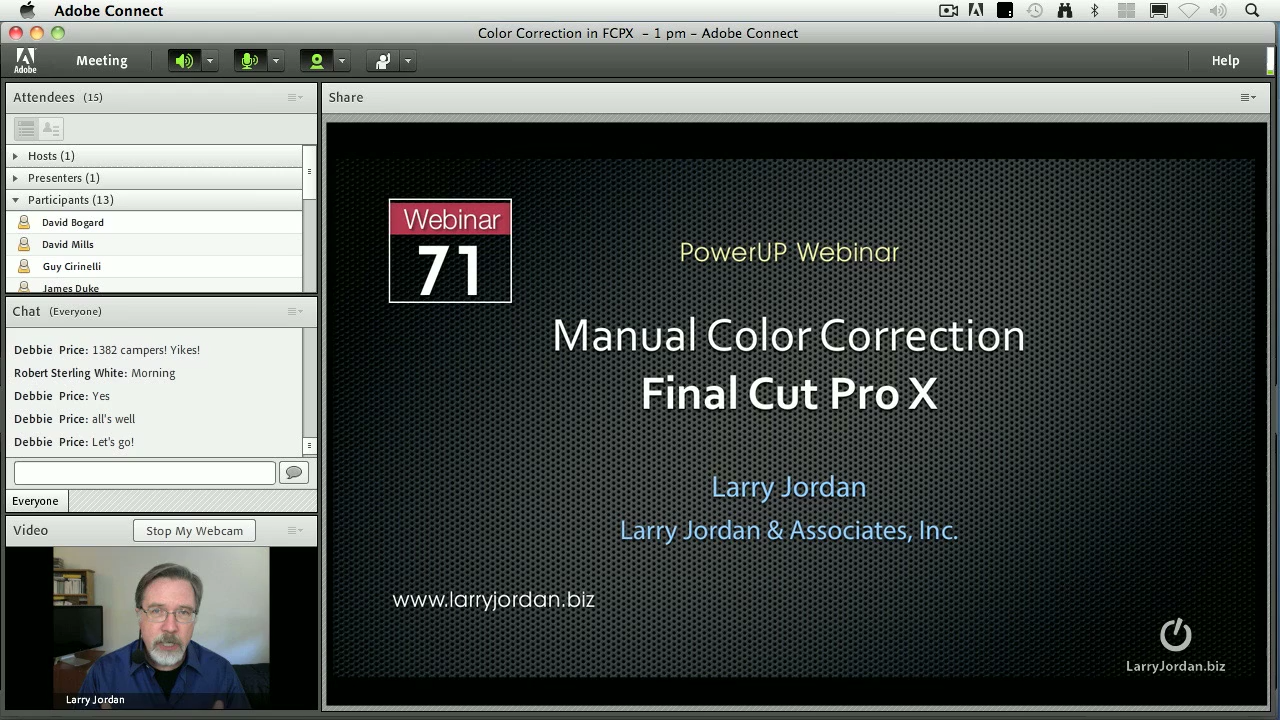 Adobe Connect
Color Correction in FCPX – 1 pm – Adobe Connect
Adobe
Meeting
Help
Attendees (15)
Hosts (1)
Presenters (1)
Participants (13)
David Bogard
David Mills
Guy Cirinelli
James Duke
Chat (Everyone)
Debbie Price: 1382 campers! Yikes!
Robert Sterling White: Morning
Debbie Price: Yes
Debbie Price: all's well
Debbie Price: Let's go!
Everyone
Video
Stop My Webcam
Larry Jordan
Share
Webinar
71
PowerUP Webinar
Manual Color Correction
Final Cut Pro X
Larry Jordan
Larry Jordan & Associates, Inc.
www.larryjordan.biz
LarryJordan.biz